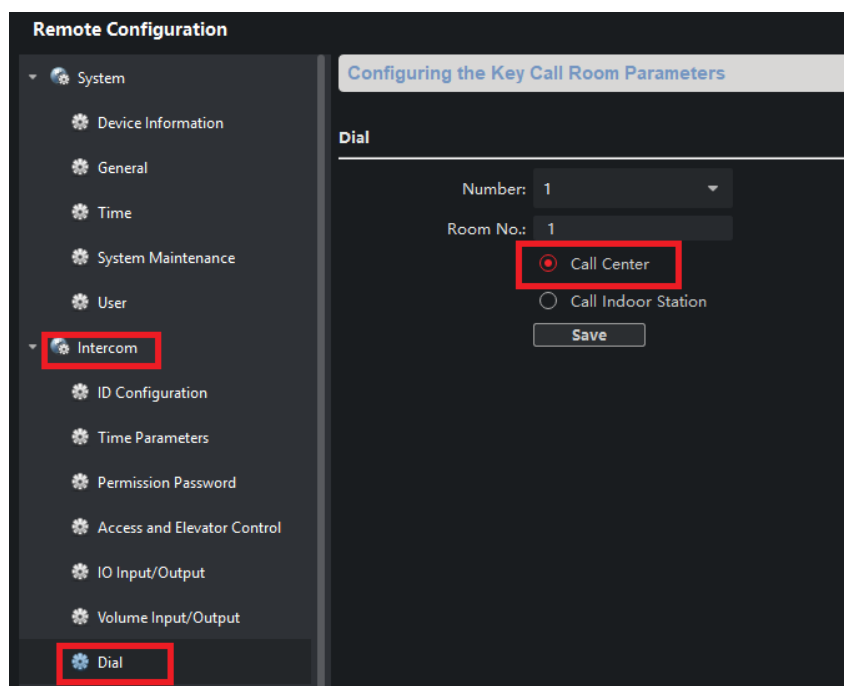 Remote Configuration
System
Device Information
General
Time
System Maintenance
User
Intercom
ID Configuration
Time Parameters
Permission Password
Access and Elevator Control
IO Input/Output
Volume Input/Output
Dial
Configuring the Key Call Room Parameters
Dial
Number: 1
Room No.: 1
Call Center
Call Indoor Station
Save